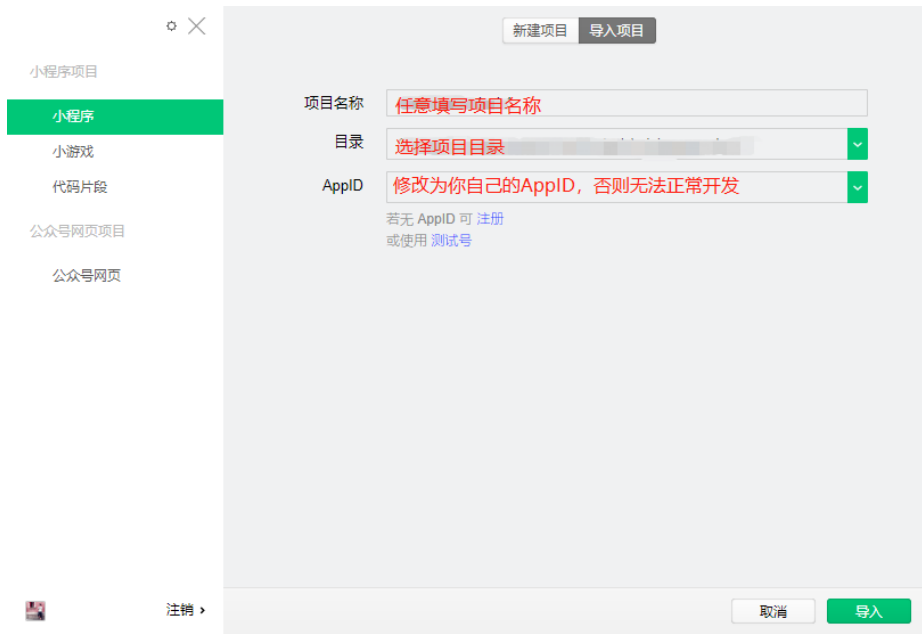 新建项目 导入项目
小程序项目
小程序
小游戏
代码片段
公众号网页项目
公众号网页
项目名称 任意填写项目名称
目录 选择项目目录
AppID 修改为你自己的AppID，否则无法正常开发
若无 AppID 可 注册
或使用 测试号
注销
取消 导入